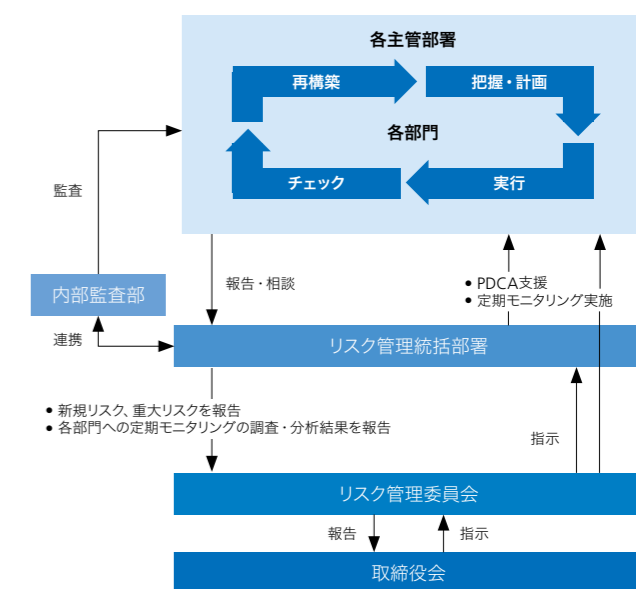 各主管部署
再構築
把握・計画
各部門
チェック
実行
監査
内部監査部
報告・相談
● PDCA支援
● 定期モニタリング実施
連携
リスク管理統括部署
● 新規リスク、重大リスクを報告
● 各部門への定期モニタリングの調査・分析結果を報告
指示
リスク管理委員会
報告
指示
取締役会